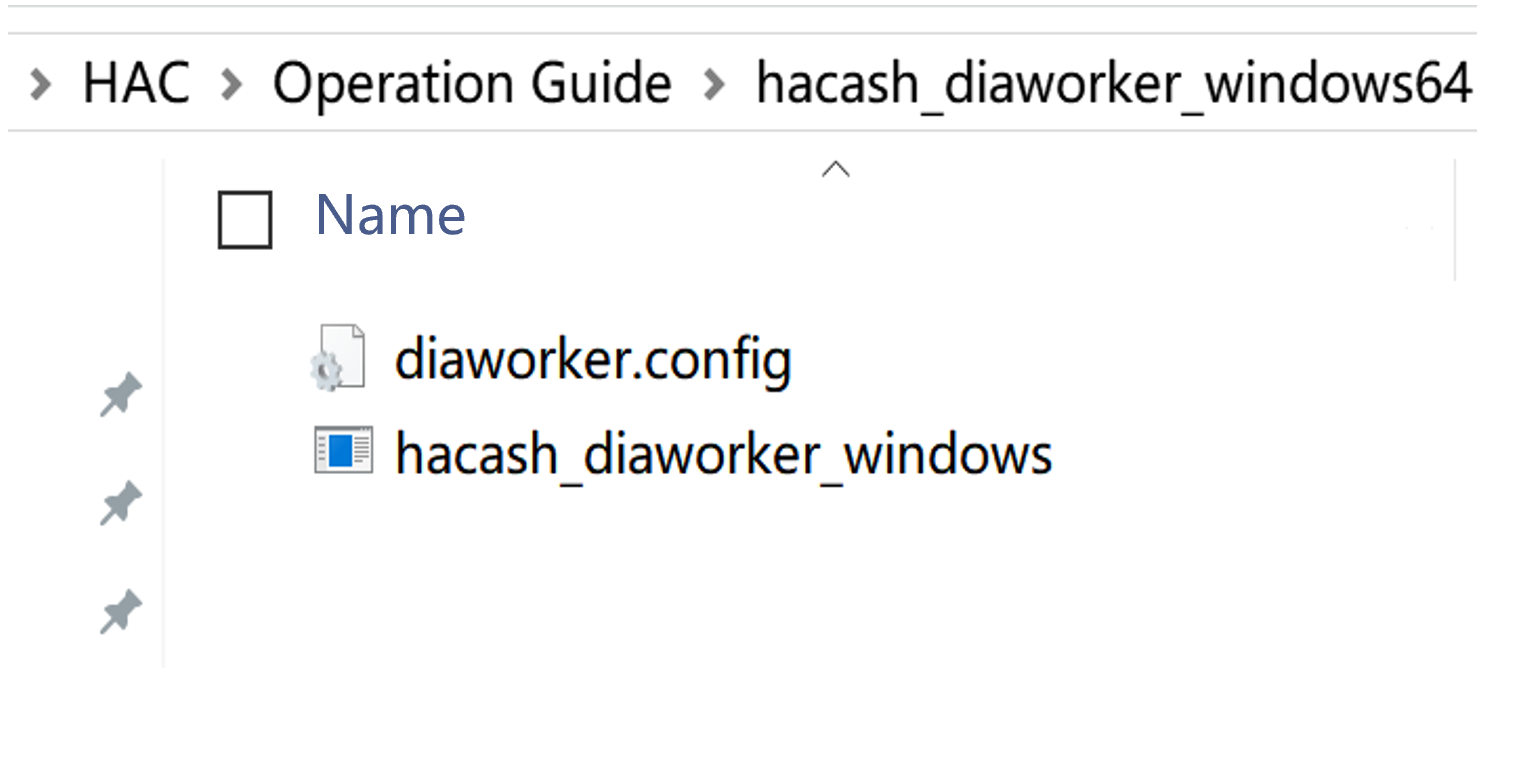 HAC Operation Guide hacash_diaworker_windows64
Name
diaworker.config
hacash_diaworker_windows